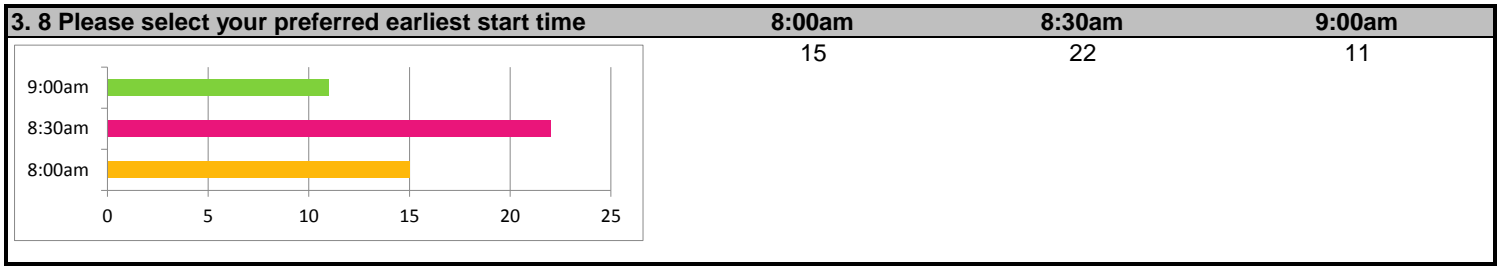 3. 8 Please select your preferred earliest start time 8:00am 8:30am 9:00am
15 22 11
9:00am
8:30am
8:00am
0 5 10 15 20 25